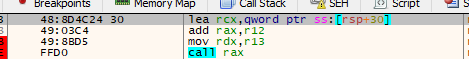 Breakpoints Memory Map Call Stack SEH Script
48:8D4C24 30 lea rcx,qword ptr ss:[rsp+30]
49:03C4 add rax,r12
49:8BD5 mov rdx,r13
FFD0 call rax